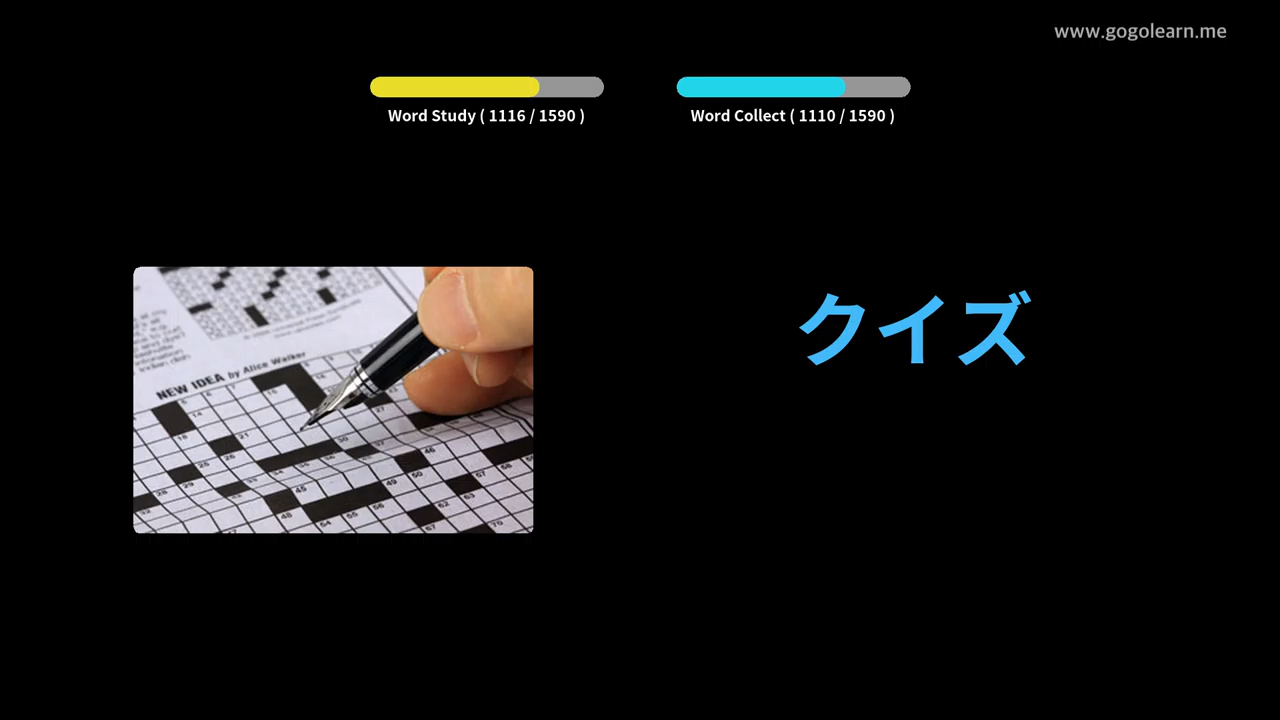 www.gogolearn.me
Word Study ( 1116 / 1590 )
Word Collect ( 1110 / 1590 )
クイズ
NEW IDEA by Alice Walker